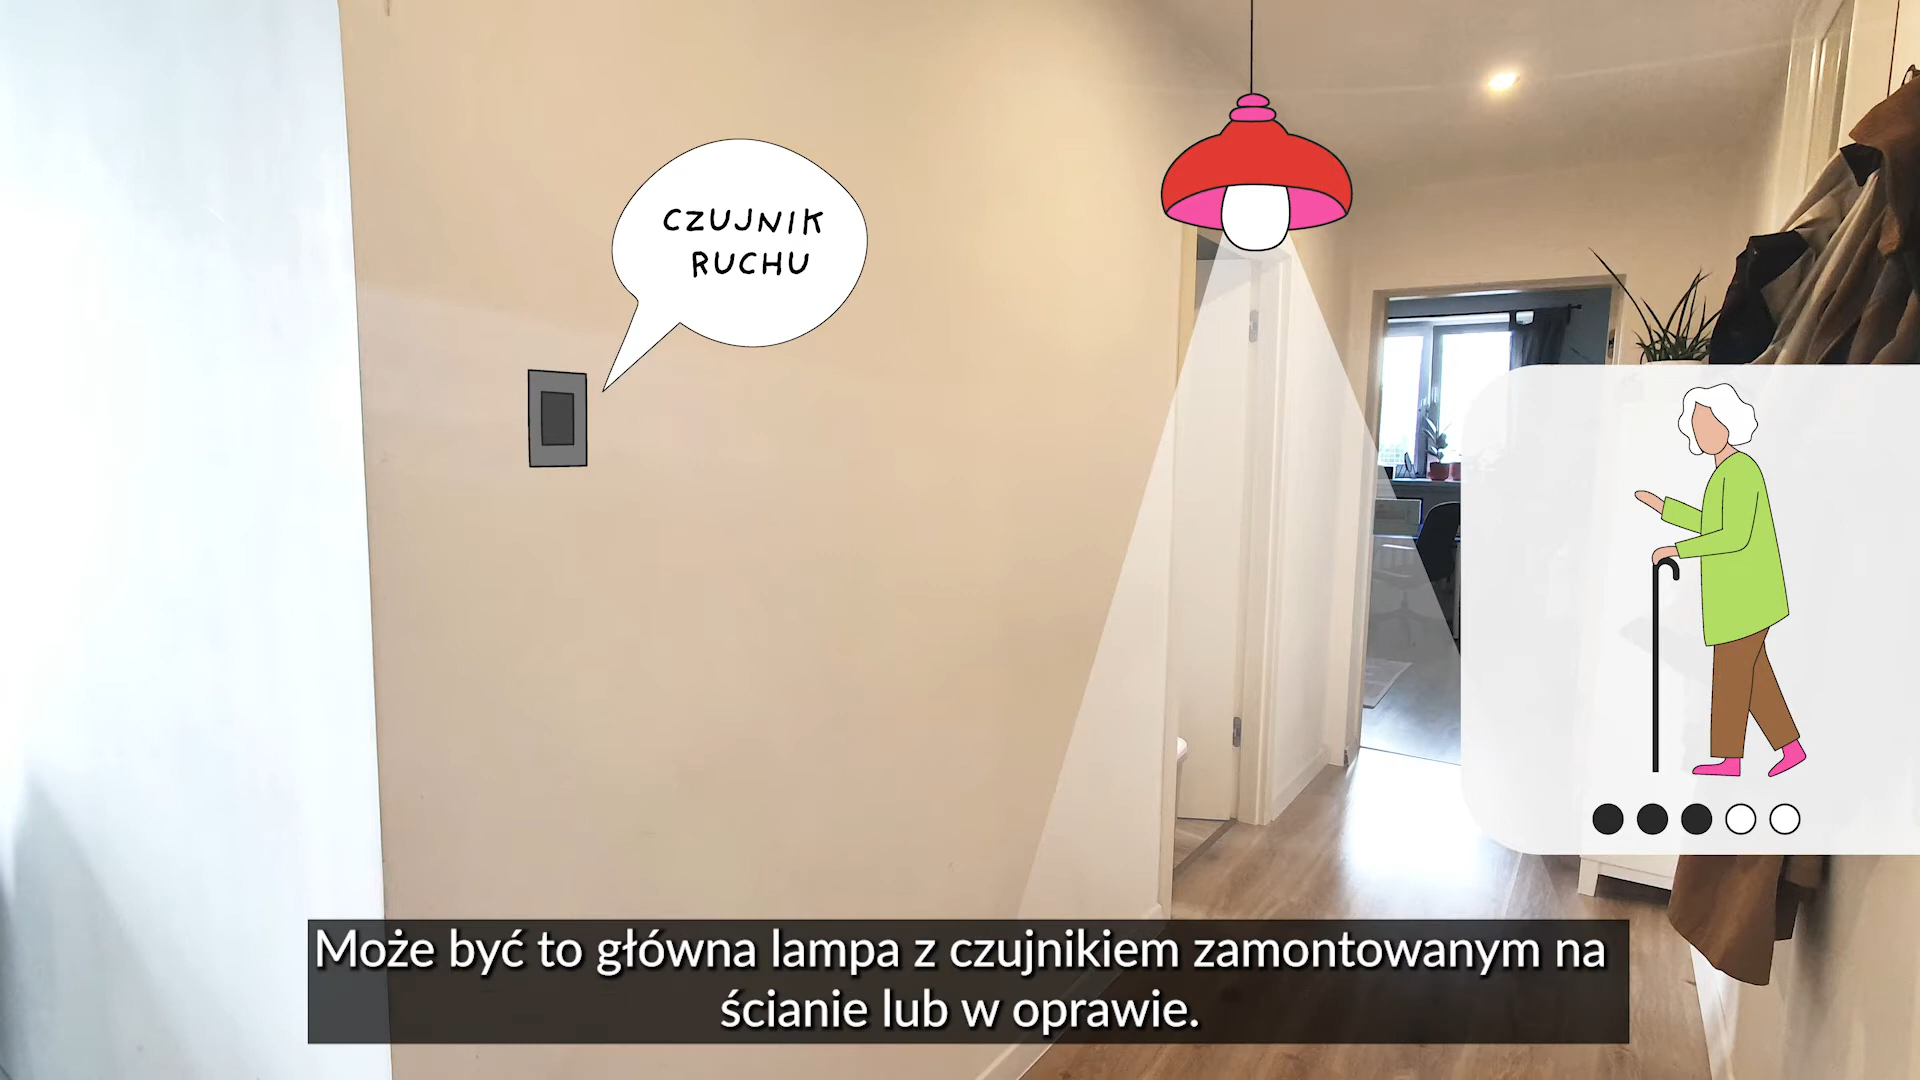 CZUJNIK
RUCHU
Może być to główna lampa z czujnikiem zamontowanym na
ścianie lub w oprawie.